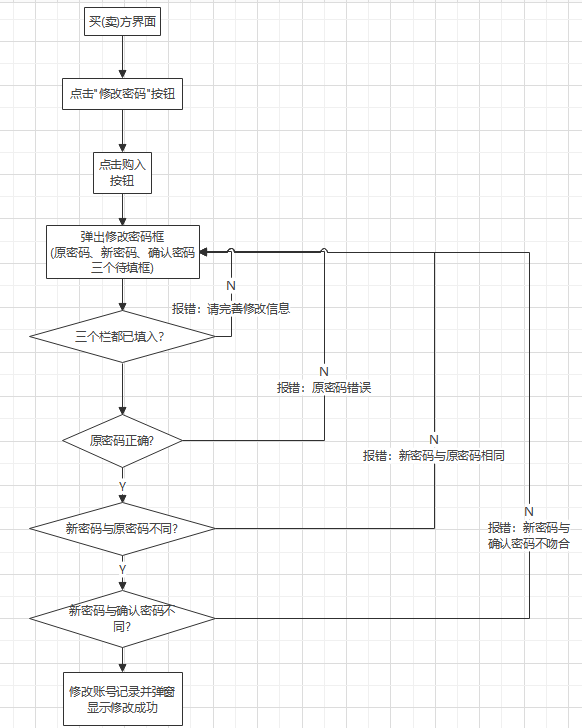 买(卖)方界面
点击"修改密码"按钮
点击购入
按钮
弹出修改密码框
(原密码、新密码、确认密码
三个待填框)
N
报错：请完善修改信息
三个栏都已填入？
N
报错：原密码错误
原密码正确?
N
报错：新密码与原密码相同
Y
新密码与原密码不同?
N
报错：新密码与
确认密码不吻合
Y
新密码与确认密码不
同?
修改账号记录并弹窗
显示修改成功